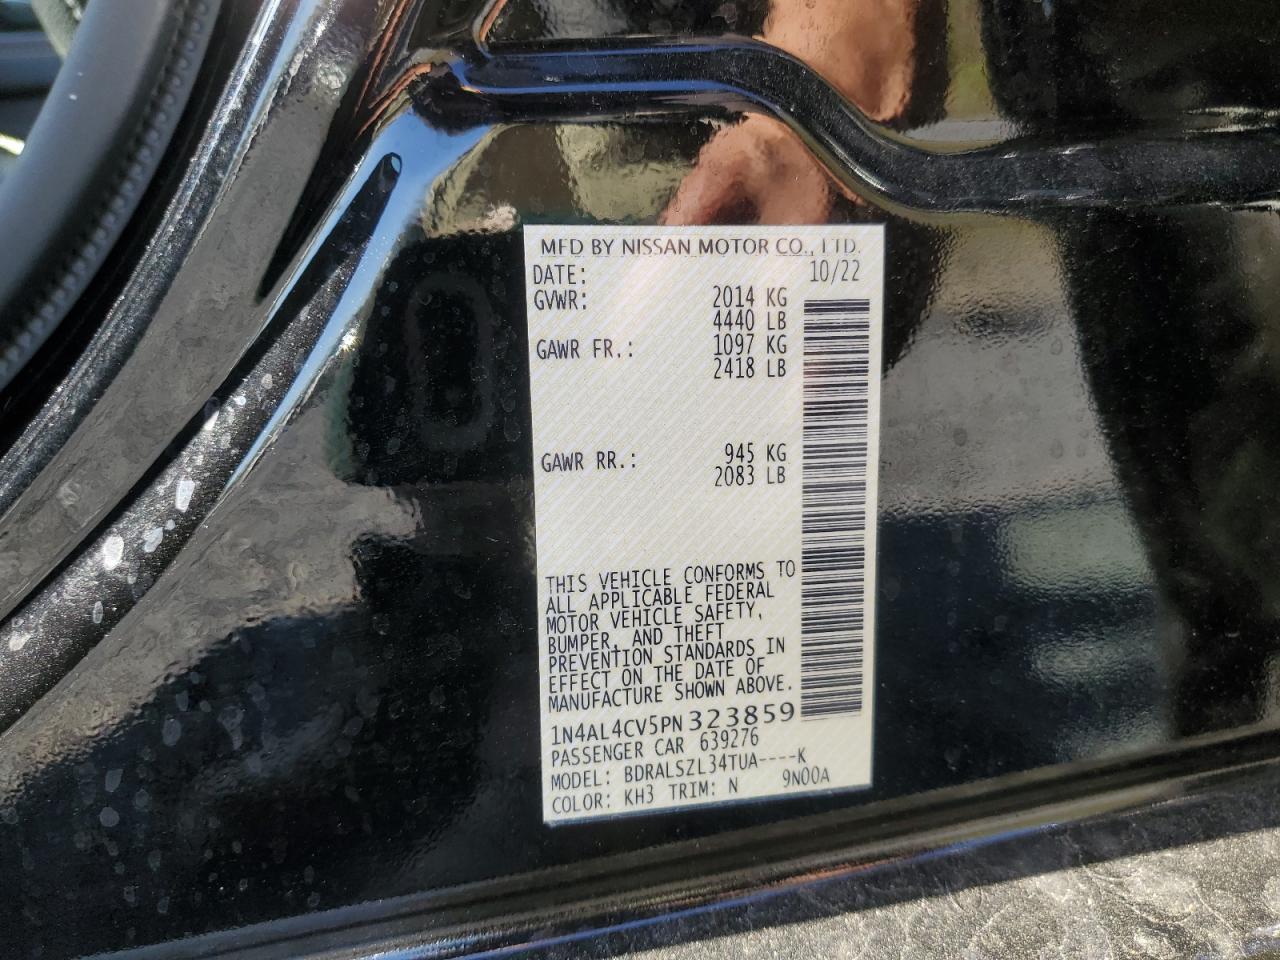 MFD BY NISSAN MOTOR CO., LTD.
DATE: 10/22
GVWR: 2014 KG
4440 LB
GAWR FR.: 1097 KG
2418 LB
GAWR RR.: 945 KG
2083 LB
THIS VEHICLE CONFORMS TO
ALL APPLICABLE FEDERAL
MOTOR VEHICLE SAFETY,
BUMPER, AND THEFT
PREVENTION STANDARDS IN
EFFECT ON THE DATE OF
MANUFACTURE SHOWN ABOVE.
1N4AL4CV5PN323859
PASSENGER CAR 639276
MODEL: BDRALSZL34TUA----K
COLOR: KH3 TRIM: N 9N00A